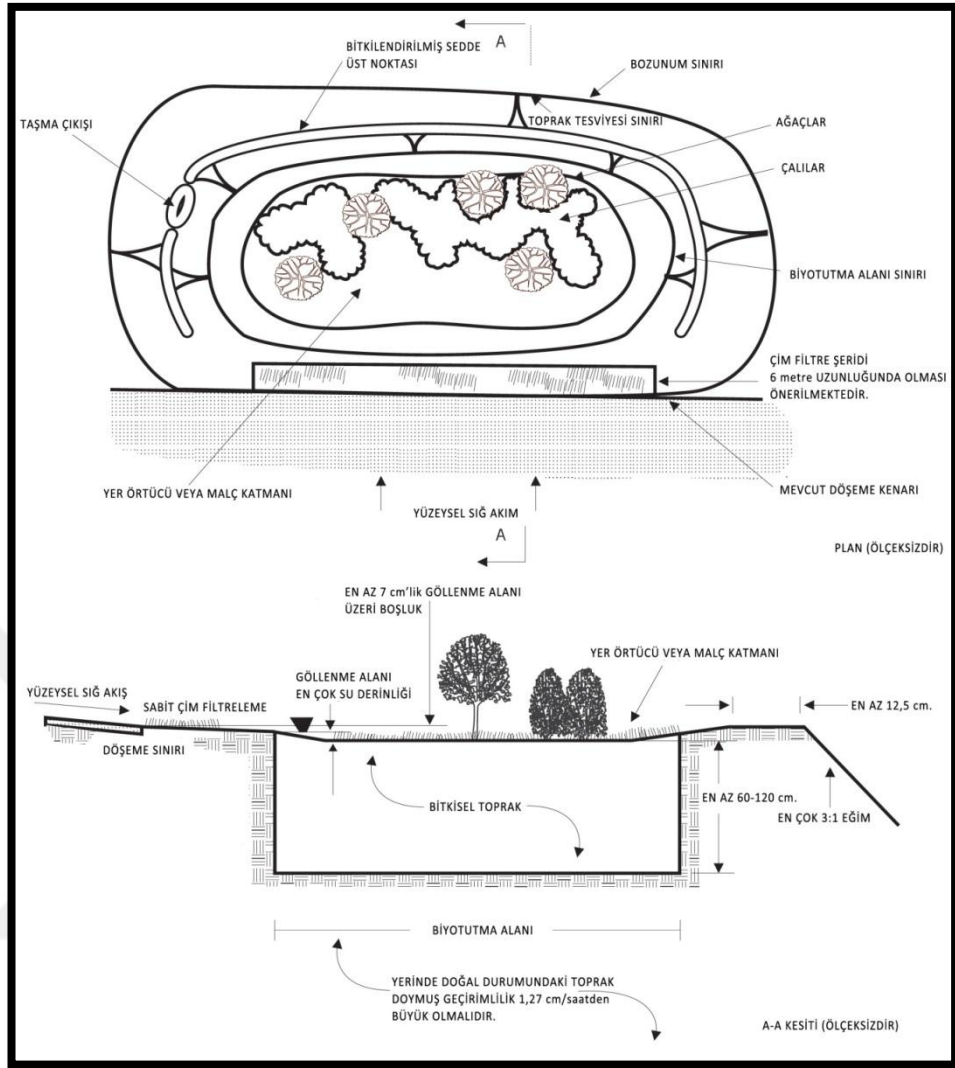 A
BİTKİLENDİRİLMİŞ SEDDE
ÜST NOKTASI
BOZUNUM SINIRI
TAŞMA ÇIKIŞI
TOPRAK TESVİYESİ SINIRI
AĞAÇLAR
ÇALILAR
BİYOTUTMA ALANI SINIRI
ÇİM FİLTRE ŞERİDİ
6 metre UZUNLUĞUNDA OLMASI
ÖNERİLMEKTEDİR.
YER ÖRTÜCÜ VEYA MALÇ KATMANI
MEVCUT DÖŞEME KENARI
YÜZEYSEL SIĞ AKIM
A
PLAN (ÖLÇEKSİZDİR)
EN AZ 7 cm'lik GÖLLENME ALANI
ÜZERİ BOŞLUK
YER ÖRTÜCÜ VEYA MALÇ KATMANI
GÖLLENME ALANI
EN ÇOK SU DERİNLİĞİ
YÜZEYSEL SIĞ AKIŞ
SABİT ÇİM FİLTRELEME
EN AZ 12,5 cm.
DÖŞEME SINIRI
EN AZ 60-120 cm.
BİTKİSEL TOPRAK
EN ÇOK 3:1 EĞİM
BİYOTUTMA ALANI
YERİNDE DOĞAL DURUMUNDAKİ TOPRAK
DOYMUŞ GEÇİRİMLİLİK 1,27 cm/saatden
BÜYÜK OLMALIDIR.
A-A KESİTİ (ÖLÇEKSİZDİR)